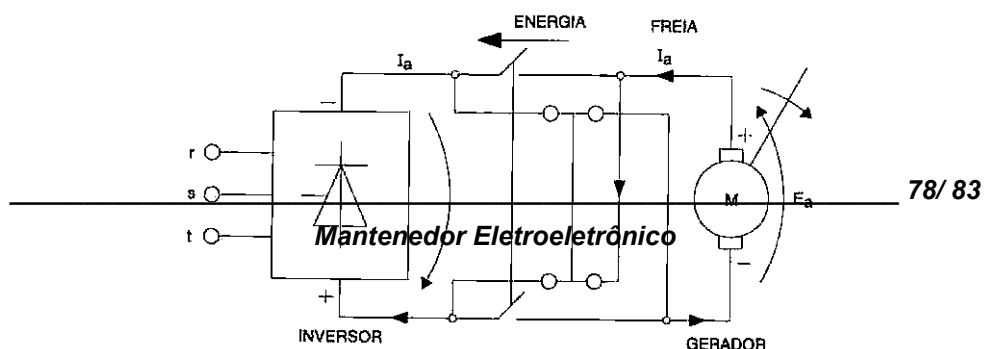 ENERGIA
FREIA
Ia
Ia
−
+
r
s
t
M
Ea
78/ 83
Mantenedor Eletroeletrônico
+
−
INVERSOR
GERADOR